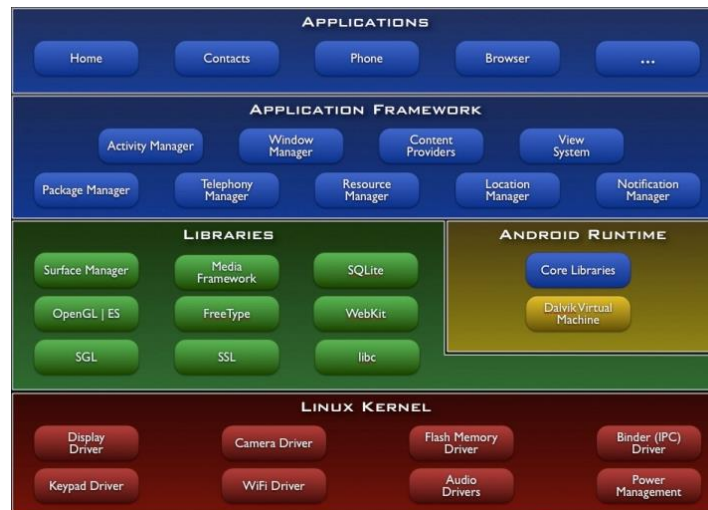 APPLICATIONS
Home
Contacts
Phone
Browser
...
APPLICATION FRAMEWORK
Activity Manager
Window
Manager
Content
Providers
View
System
Package Manager
Telephony
Manager
Resource
Manager
Location
Manager
Notification
Manager
LIBRARIES
Surface Manager
Media
Framework
SQLite
OpenGL | ES
FreeType
WebKit
SGL
SSL
libc
ANDROID RUNTIME
Core Libraries
Dalvik Virtual
Machine
LINUX KERNEL
Display
Driver
Camera Driver
Flash Memory
Driver
Binder (IPC)
Driver
Keypad Driver
WiFi Driver
Audio
Drivers
Power
Management